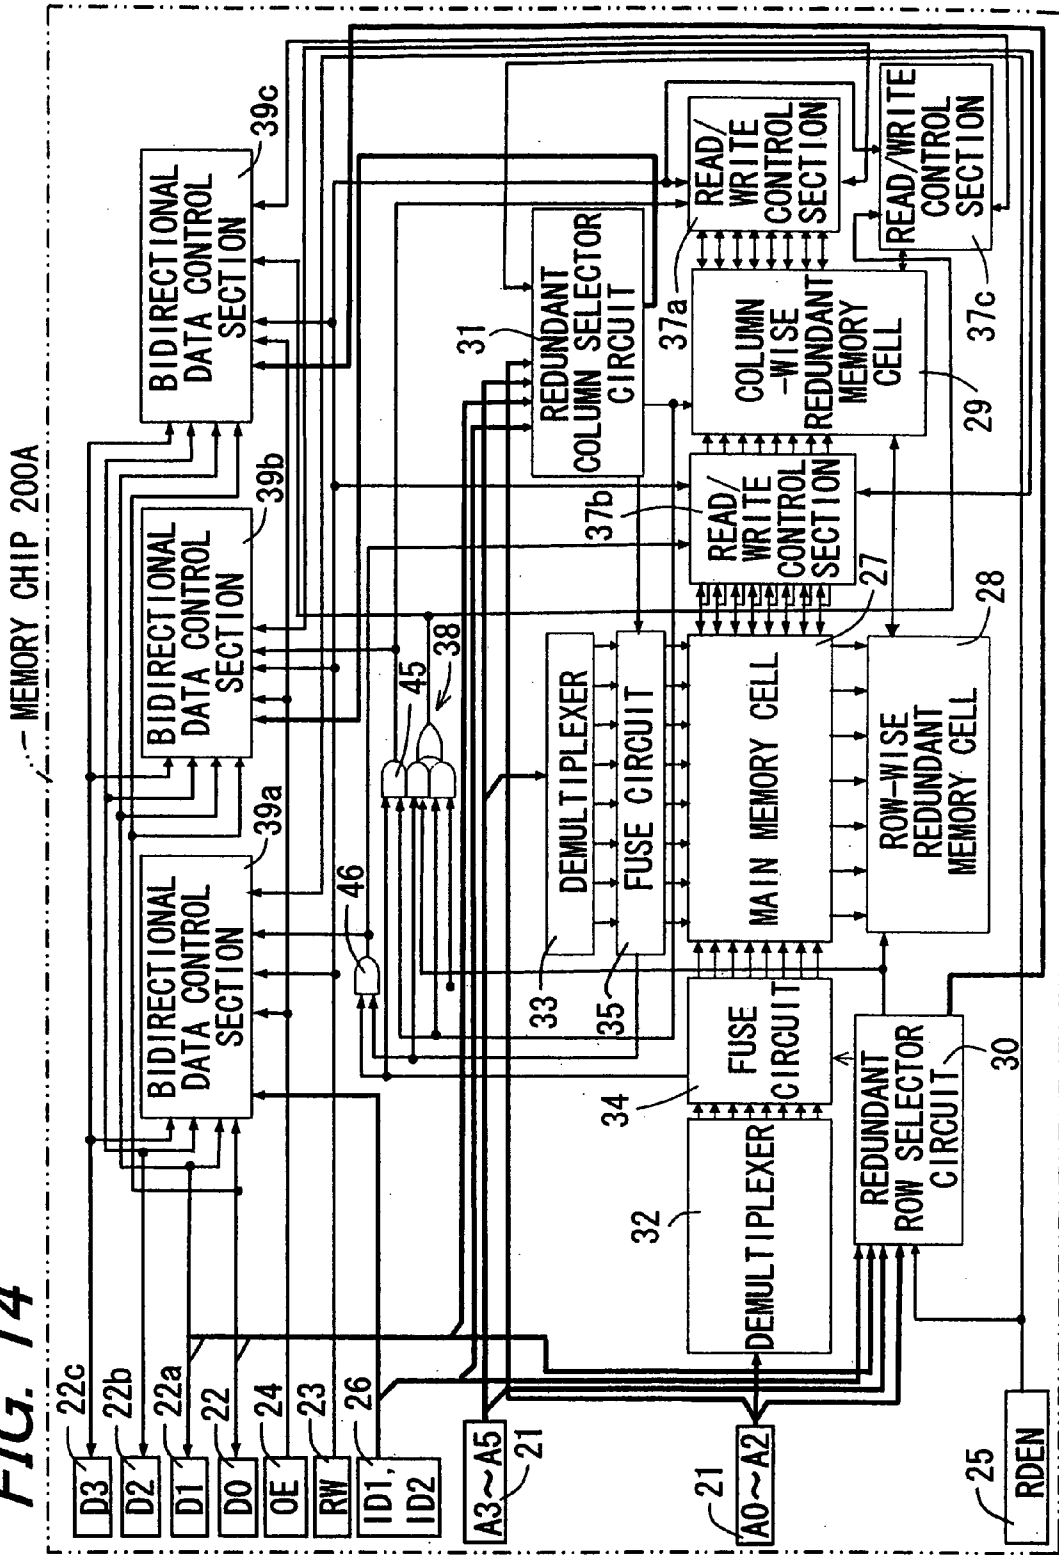 FIG. 14
MEMORY CHIP 200A
22c
D3
22b
D2
22a
D1
22
D0
24
OE
23
RW
26
ID1,
ID2
A3~A5
21
21
A0~A2
25
RDEN
BIDIRECTIONAL
DATA CONTROL
SECTION
39a
BIDIRECTIONAL
DATA CONTROL
SECTION
39b
BIDIRECTIONAL
DATA CONTROL
SECTION
39c
46
45
38
31
REDUNDANT
COLUMN SELECTOR
CIRCUIT
33
DEMULTIPLEXER
35
FUSE CIRCUIT
32
DEMULTIPLEXER
34
FUSE
CIRCUIT
MAIN MEMORY CELL
27
37b
READ/
WRITE
CONTROL
SECTION
37a
READ/
WRITE
CONTROL
SECTION
COLUMN
-WISE
REDUNDANT
MEMORY
CELL
29
READ/WRITE
CONTROL
SECTION
37c
REDUNDANT
ROW SELECTOR
CIRCUIT
30
ROW-WISE
REDUNDANT
MEMORY CELL
28